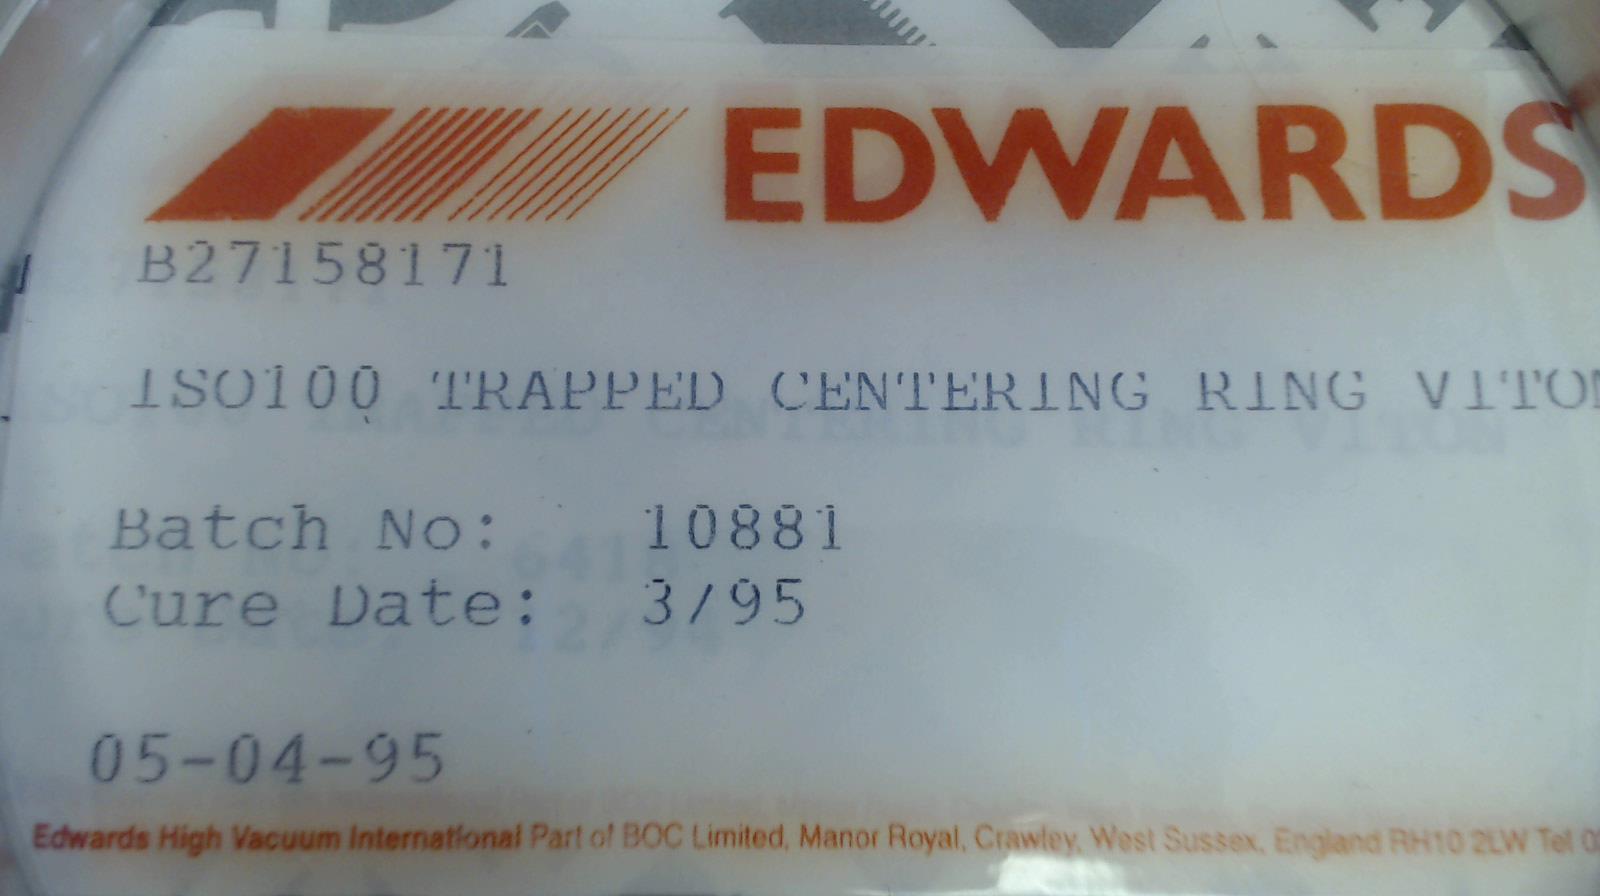 EDWARDS
B27158171
ISO100 TRAPPED CENTERING RING VITON
Batch No: 10881
Cure Date: 3/95
05-04-95
Edwards High Vacuum International Part of BOC Limited, Manor Royal, Crawley, West Sussex, England RH10 2LW Tel